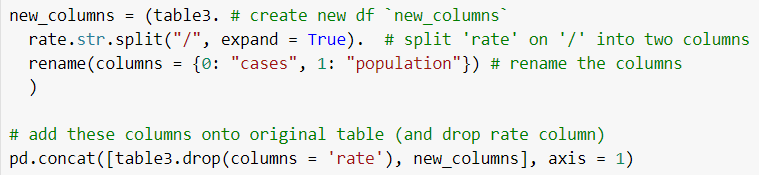 new_columns = (table3. # create new df `new_columns`
  rate.str.split("/", expand = True).  # split 'rate' on '/' into two columns
  rename(columns = {0: "cases", 1: "population"}) # rename the columns
  )

# add these columns onto original table (and drop rate column)
pd.concat([table3.drop(columns = 'rate'), new_columns], axis = 1)